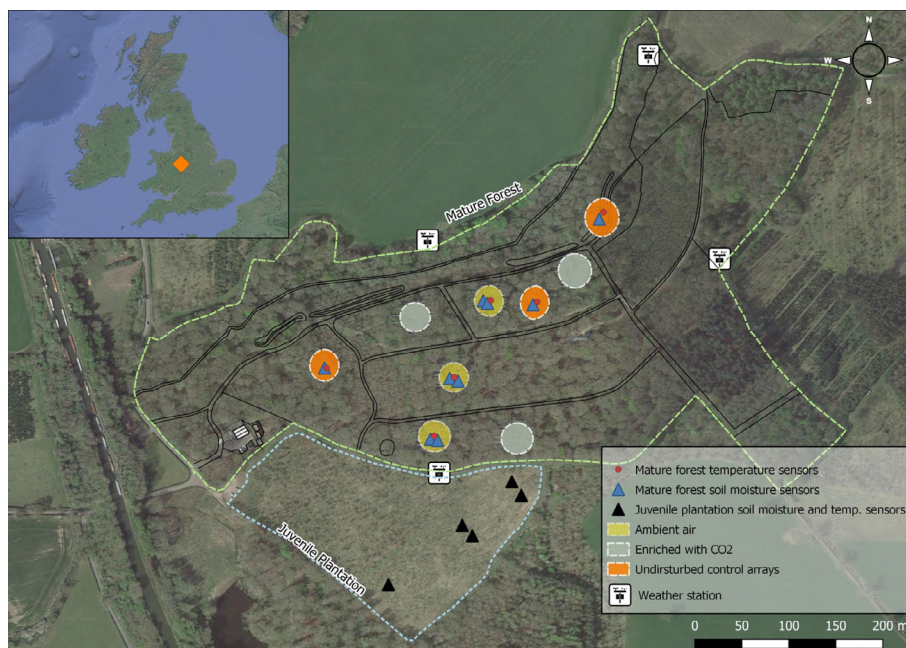 N
W
E
S
Mature Forest
Juvenile Plantation
Mature forest temperature sensors
Mature forest soil moisture sensors
Juvenile plantation soil moisture and temp. sensors
Ambient air
Enriched with CO2
Undisturbed control arrays
Weather station
0 50 100 150 200 m